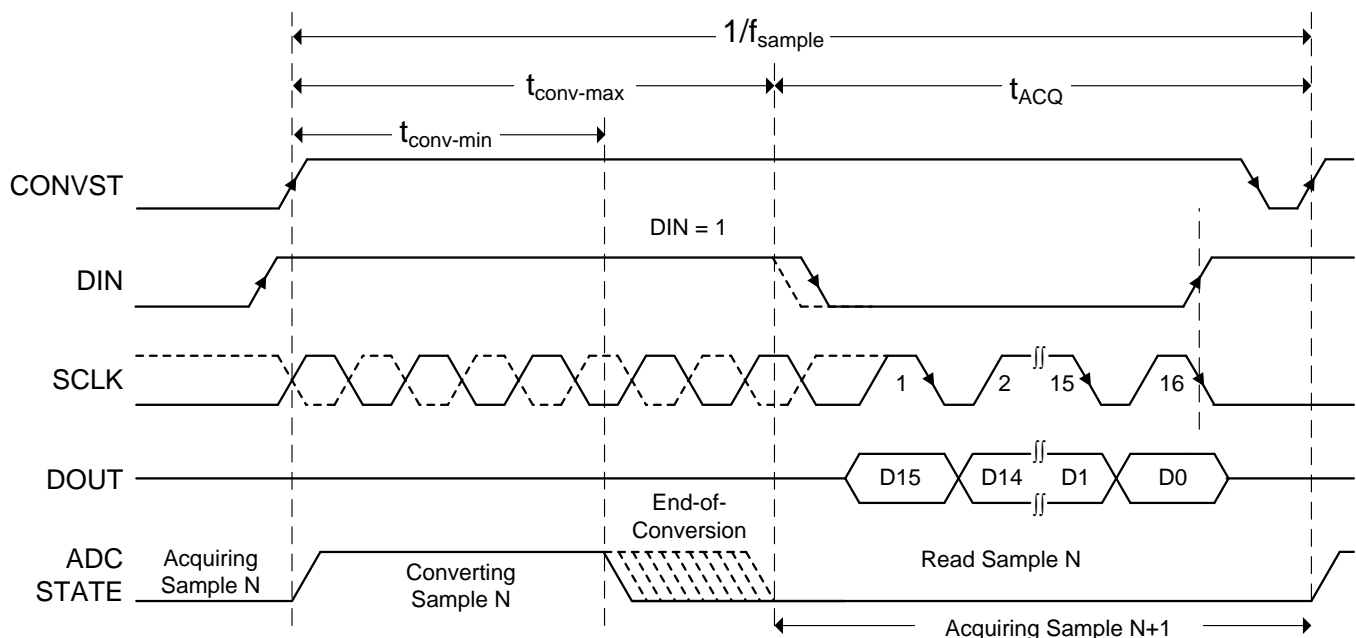 1/fsample
tconv-max
tACQ
tconv-min
CONVST
DIN = 1
DIN
SCLK
1
2
∫∫
15
16
DOUT
D15
D14
∫∫
∫∫
D1
D0
End-of-
Conversion
ADC
STATE
Acquiring
Sample N
Converting
Sample N
Read Sample N
Acquiring Sample N+1